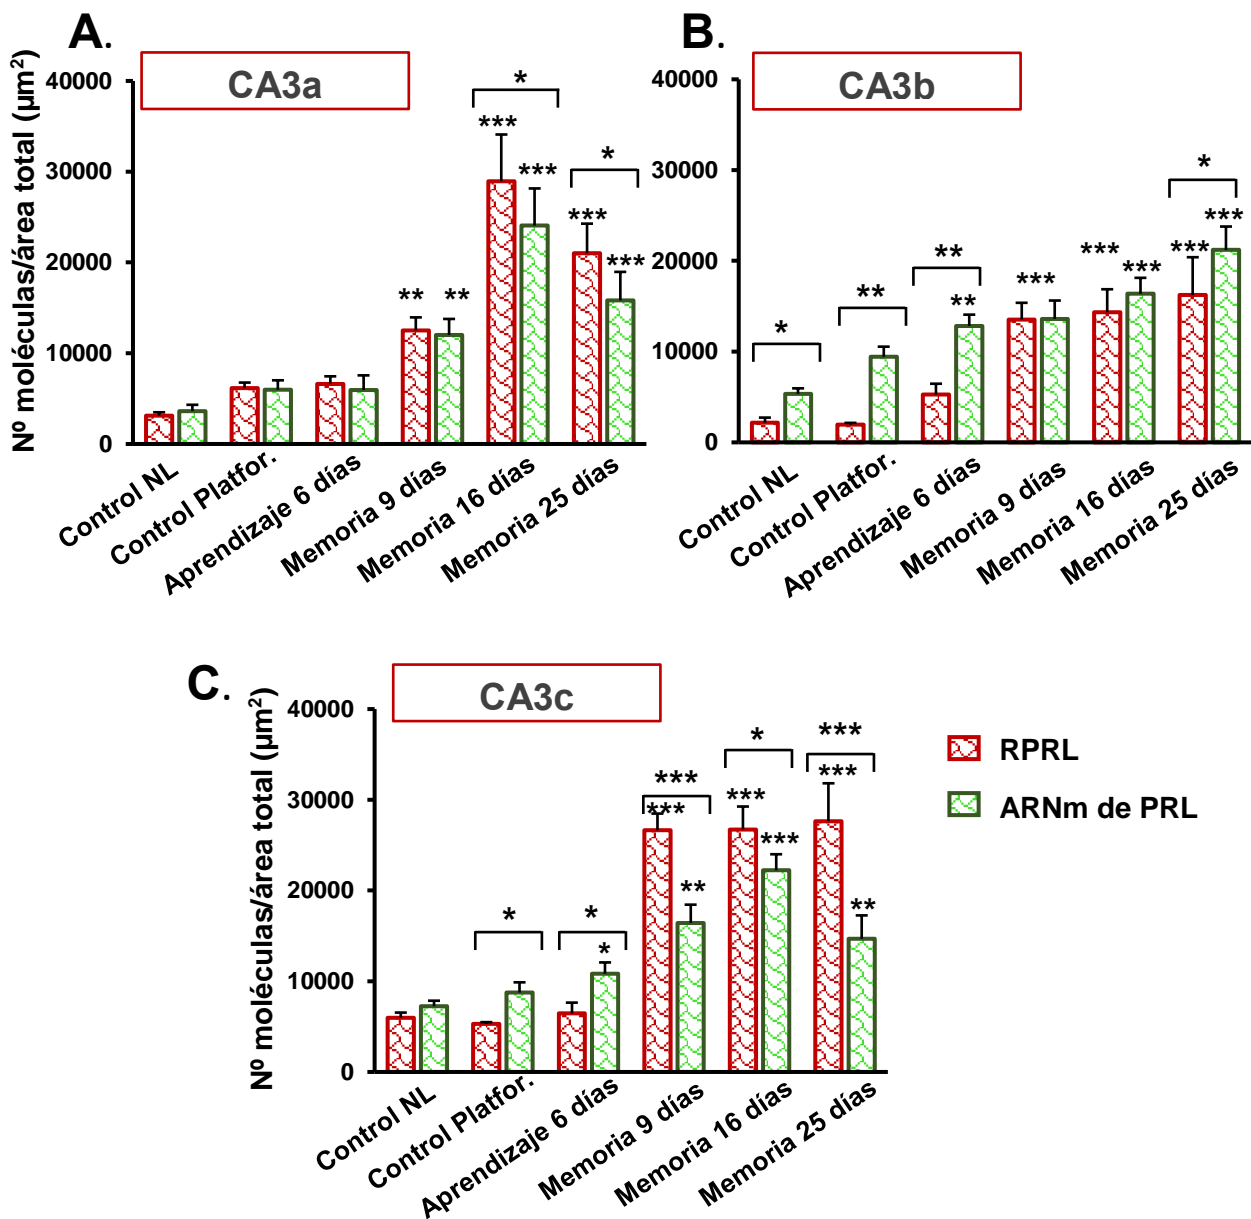 A.
CA3a
Nº moléculas/área total (µm²)
40000
30000
20000
10000
0
*
***
***
*
***
***
**
**
Control NL
Control Platfor.
Aprendizaje 6 días
Memoria 9 días
Memoria 16 días
Memoria 25 días
B.
CA3b
40000
30000
20000
10000
0
*
**
**
**
***
***
***
*
***
***
Control NL
Control Platfor.
Aprendizaje 6 días
Memoria 9 días
Memoria 16 días
Memoria 25 días
C.
CA3c
Nº moléculas/área total (µm²)
40000
30000
20000
10000
0
*
*
*
***
***
**
*
***
***
***
***
**
Control NL
Control Platfor.
Aprendizaje 6 días
Memoria 9 días
Memoria 16 días
Memoria 25 días
RPRL
ARNm de PRL